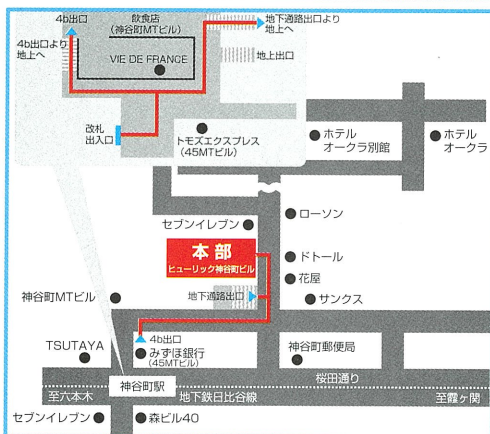 4b出口
飲食店
(神谷町MTビル)
地下通路出口より
地上へ
4b出口より
地上へ
地上出口
VIE DE FRANCE
改札
出入口
トモズエクスプレス
(45MTビル)
ホテル
オークラ別館
ホテル
オークラ
ローソン
セブンイレブン
本部
ヒューリック神谷町ビル
ドトール
花屋
サンクス
地下通路出口
神谷町MTビル
4b出口
みずほ銀行
(45MTビル)
TSUTAYA
神谷町郵便局
桜田通り
神谷町駅
至六本木
地下鉄日比谷線
至霞ヶ関
セブンイレブン
森ビル40